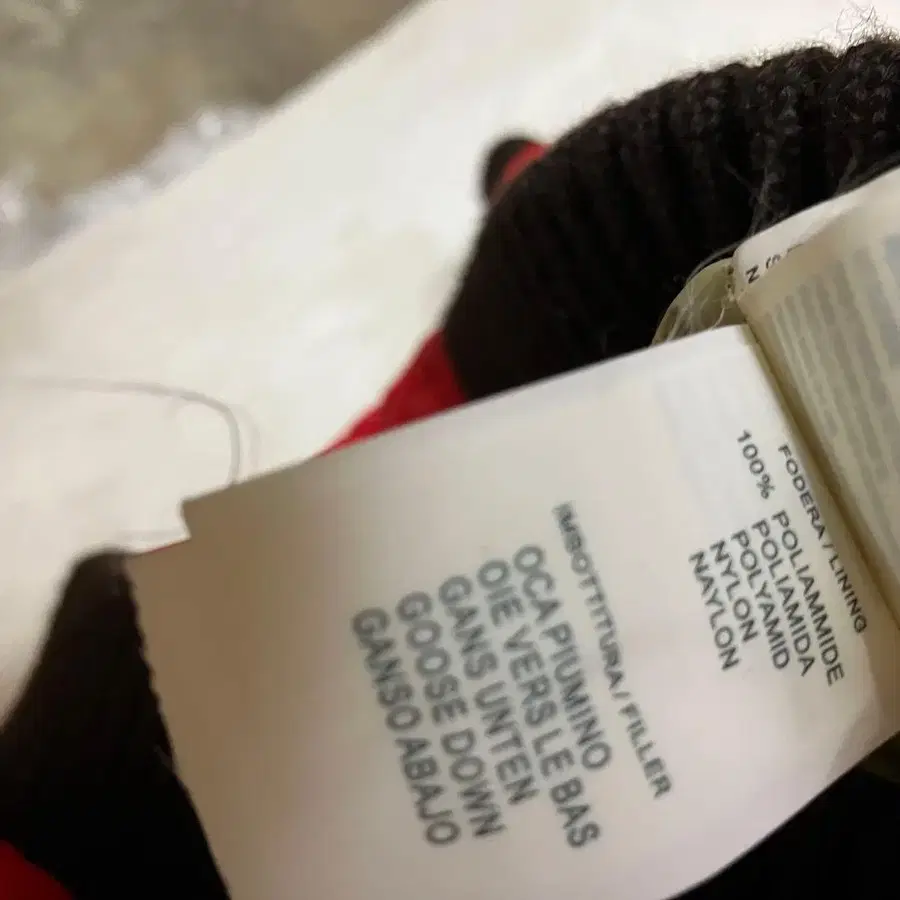 FODERA / LINING
100% POLIAMMIDE
POLIAMIDA
POLYAMID
NYLON
NAYLON
IMBOTTITURA / FILLER
OCA PIUMINO
OIE VERS LE BAS
GANS UNTEN
GOOSE DOWN
GANSO ABAJO